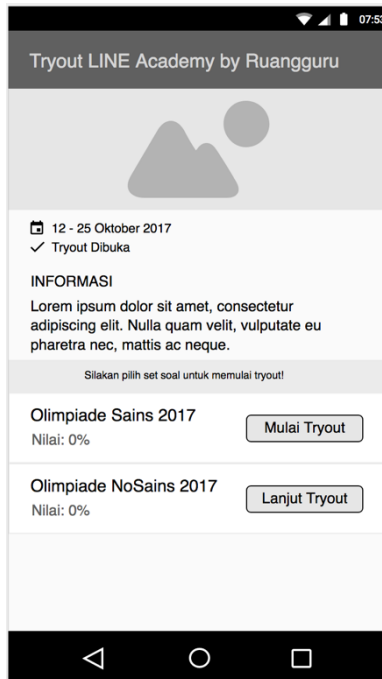 07:53
Tryout LINE Academy by Ruangguru
12 - 25 Oktober 2017
Tryout Dibuka
INFORMASI
Lorem ipsum dolor sit amet, consectetur
adipiscing elit. Nulla quam velit, vulputate eu
pharetra nec, mattis ac neque.
Silakan pilih set soal untuk memulai tryout!
Olimpiade Sains 2017
Mulai Tryout
Nilai: 0%
Olimpiade NoSains 2017
Lanjut Tryout
Nilai: 0%